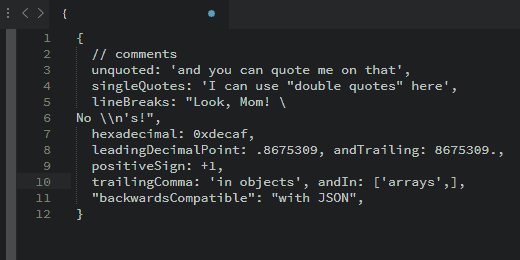 {
1 {
2 // comments
3 unquoted: 'and you can quote me on that',
4 singleQuotes: 'I can use "double quotes" here',
5 lineBreaks: "Look, Mom! \
6 No \\n's!",
7 hexadecimal: 0xdecaf,
8 leadingDecimalPoint: .8675309, andTrailing: 8675309.,
9 positiveSign: +1,
10 trailingComma: 'in objects', andIn: ['arrays',],
11 "backwardsCompatible": "with JSON",
12 }